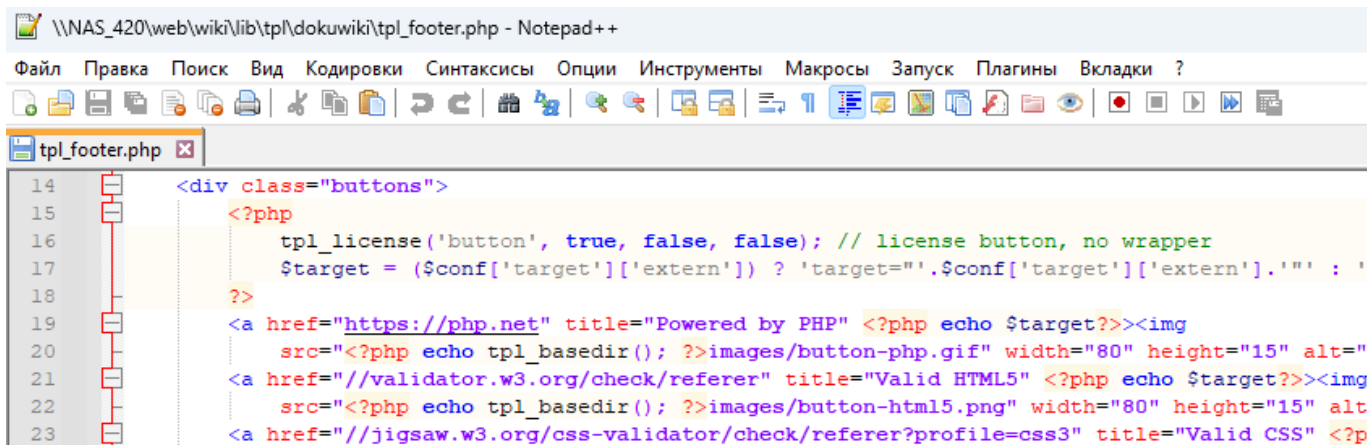 \\NAS_420\web\wiki\lib\tpl\dokuwiki\tpl_footer.php - Notepad++
Файл Правка Поиск Вид Кодировки Синтаксисы Опции Инструменты Макросы Запуск Плагины Вкладки ?
tpl_footer.php
14 <div class="buttons">
15 <?php
16 tpl_license('button', true, false, false); // license button, no wrapper
17 $target = ($conf['target']['extern']) ? 'target="'.$conf['target']['extern'].'"' : '
18 ?>
19 <a href="https://php.net" title="Powered by PHP" <?php echo $target?>><img
20 src="<?php echo tpl_basedir(); ?>images/button-php.gif" width="80" height="15" alt="
21 <a href="//validator.w3.org/check/referer" title="Valid HTML5" <?php echo $target?>><img
22 src="<?php echo tpl_basedir(); ?>images/button-html5.png" width="80" height="15" alt
23 <a href="//jigsaw.w3.org/css-validator/check/referer?profile=css3" title="Valid CSS" <?p